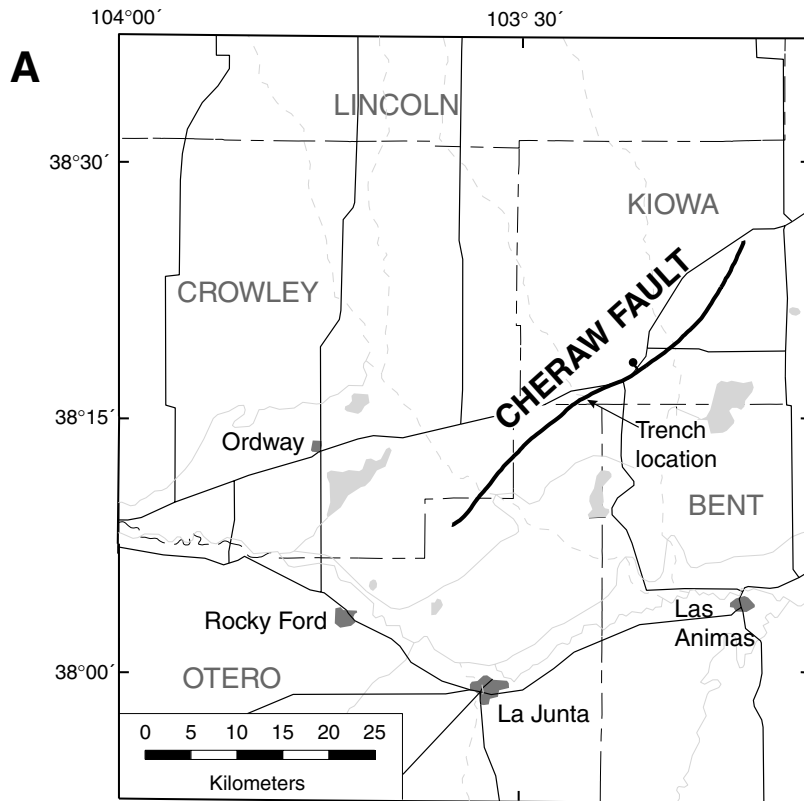 104°00´
103°30´
A
LINCOLN
38°30´
KIOWA
CROWLEY
CHERAW FAULT
38°15´
Ordway
Trench
location
BENT
Rocky Ford
Las
Animas
38°00´
OTERO
La Junta
0 5 10 15 20 25
Kilometers